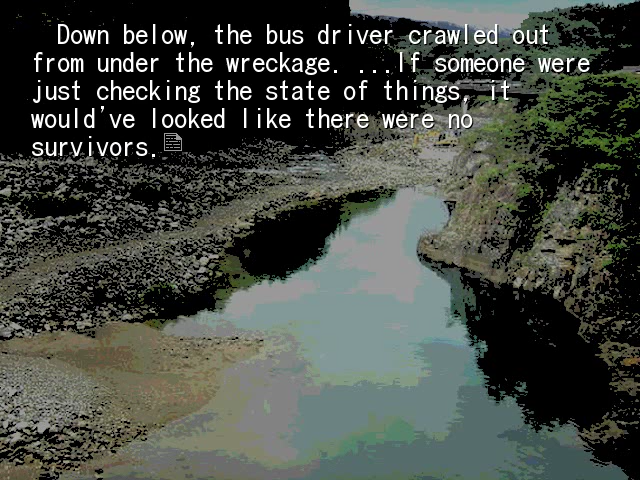 Down below, the bus driver crawled out
from under the wreckage. ...If someone were
just checking the state of things, it
would've looked like there were no
survivors.